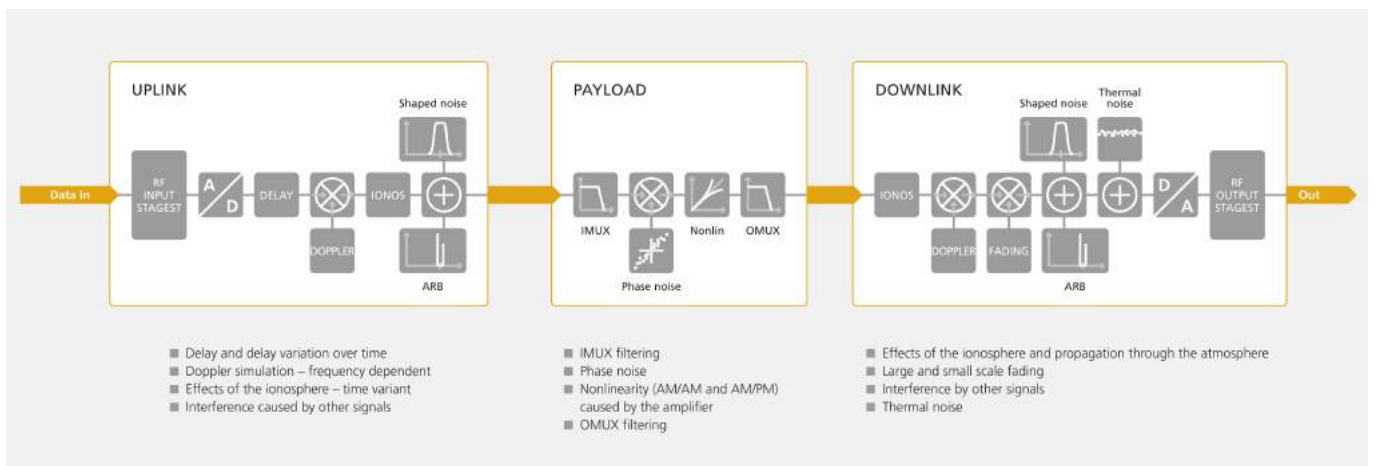 UPLINK
Shaped noise
Data in
RF
INPUT
STAGEST
A
D
DELAY
DOPPLER
IONOS
ARB
PAYLOAD
IMUX
Phase noise
Nonlin
OMUX
DOWNLINK
Shaped noise
Thermal
noise
IONOS
DOPPLER
FADING
ARB
D
A
RF
OUTPUT
STAGEST
Out
Delay and delay variation over time
Doppler simulation – frequency dependent
Effects of the ionosphere – time variant
Interference caused by other signals
IMUX filtering
Phase noise
Nonlinearity (AM/AM and AM/PM)
caused by the amplifier
OMUX filtering
Effects of the ionosphere and propagation through the atmosphere
Large and small scale fading
Interference by other signals
Thermal noise